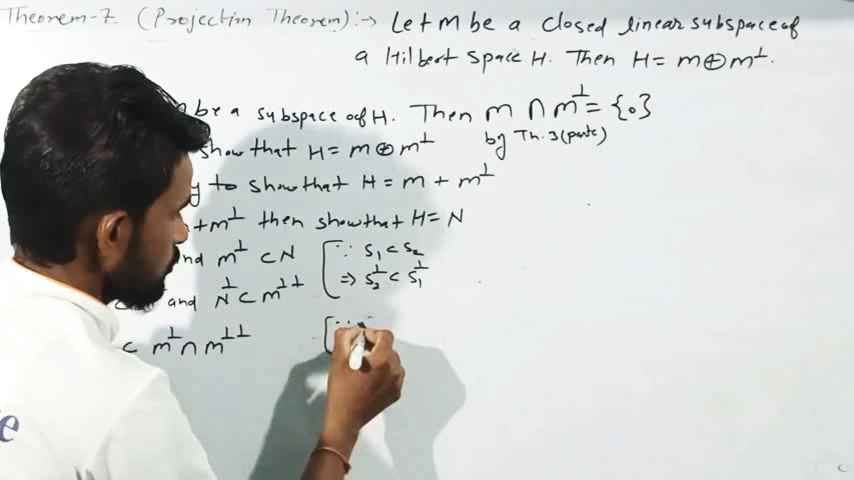 Theorem-7 (Projection Theorem):→ Let M be a closed linear subspace of
a Hilbert space H. Then H = M⊕M⊥.
be a subspace of H. Then M ∩ M⊥ = {0}
by Th.3(part c)
show that H = M⊕M⊥
to show that H = M + M⊥
+M⊥ then show that H = N
M⊥ ⊂ N [∵ S₁ ⊂ S₂
and N⊥ ⊂ M⊥⊥ ⇒ S₂⊥ ⊂ S₁⊥
⊂ M⊥ ∩ M⊥⊥ [∵
e